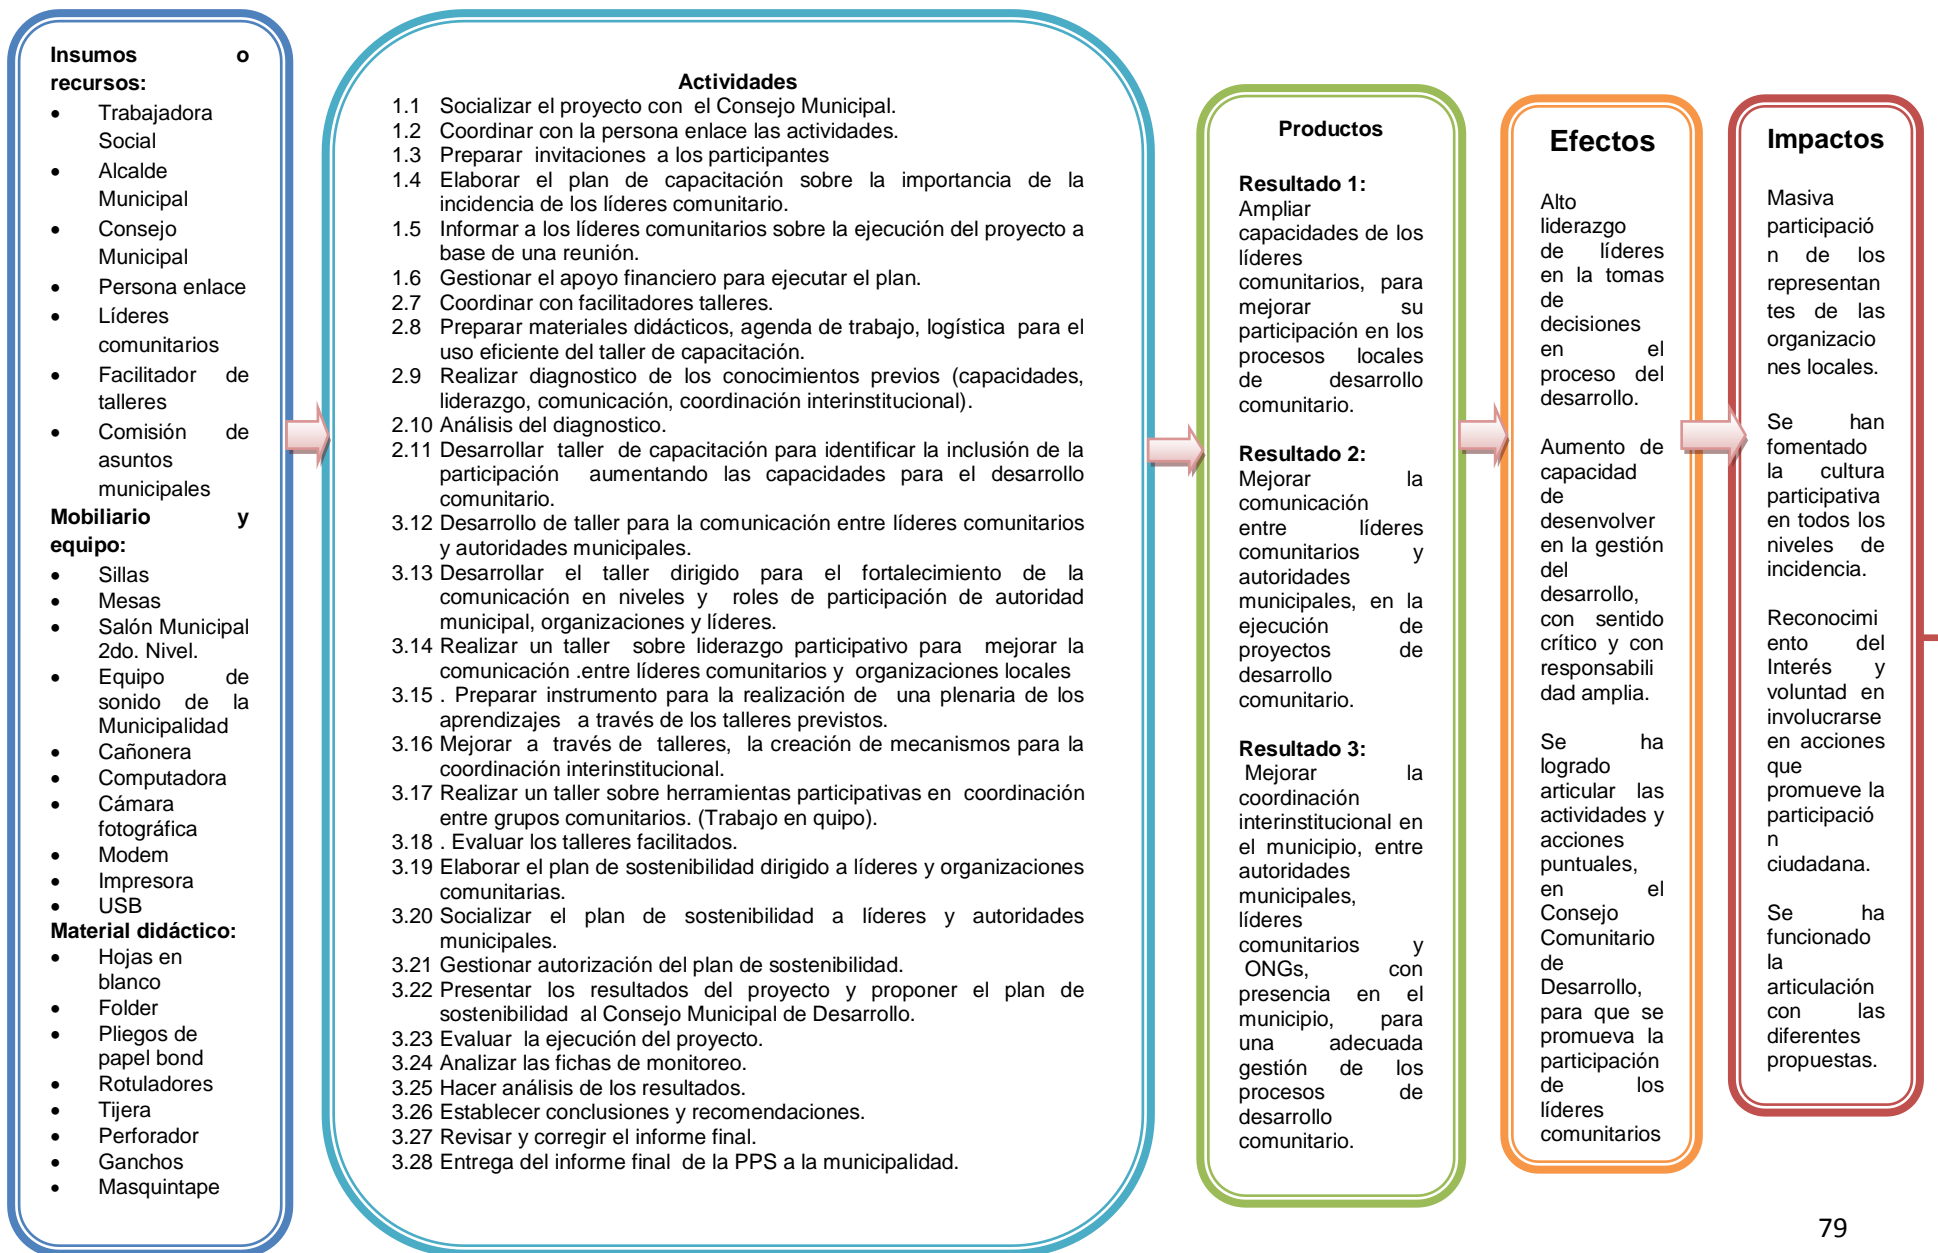 Insumos o
recursos:
• Trabajadora
Social
• Alcalde
Municipal
• Consejo
Municipal
• Persona enlace
• Líderes
comunitarios
• Facilitador de
talleres
• Comisión de
asuntos
municipales
Mobiliario y
equipo:
• Sillas
• Mesas
• Salón Municipal
2do. Nivel.
• Equipo de
sonido de la
Municipalidad
• Cañonera
• Computadora
• Cámara
fotográfica
• Modem
• Impresora
• USB
Material didáctico:
• Hojas en
blanco
• Folder
• Pliegos de
papel bond
• Rotuladores
• Tijera
• Perforador
• Ganchos
• Masquintape
Actividades
1.1 Socializar el proyecto con el Consejo Municipal.
1.2 Coordinar con la persona enlace las actividades.
1.3 Preparar invitaciones a los participantes
1.4 Elaborar el plan de capacitación sobre la importancia de la
incidencia de los líderes comunitario.
1.5 Informar a los líderes comunitarios sobre la ejecución del proyecto a
base de una reunión.
1.6 Gestionar el apoyo financiero para ejecutar el plan.
2.7 Coordinar con facilitadores talleres.
2.8 Preparar materiales didácticos, agenda de trabajo, logística para el
uso eficiente del taller de capacitación.
2.9 Realizar diagnostico de los conocimientos previos (capacidades,
liderazgo, comunicación, coordinación interinstitucional).
2.10 Análisis del diagnostico.
2.11 Desarrollar taller de capacitación para identificar la inclusión de la
participación aumentando las capacidades para el desarrollo
comunitario.
3.12 Desarrollo de taller para la comunicación entre líderes comunitarios
y autoridades municipales.
3.13 Desarrollar el taller dirigido para el fortalecimiento de la
comunicación en niveles y roles de participación de autoridad
municipal, organizaciones y líderes.
3.14 Realizar un taller sobre liderazgo participativo para mejorar la
comunicación .entre líderes comunitarios y organizaciones locales
3.15 . Preparar instrumento para la realización de una plenaria de los
aprendizajes a través de los talleres previstos.
3.16 Mejorar a través de talleres, la creación de mecanismos para la
coordinación interinstitucional.
3.17 Realizar un taller sobre herramientas participativas en coordinación
entre grupos comunitarios. (Trabajo en quipo).
3.18 . Evaluar los talleres facilitados.
3.19 Elaborar el plan de sostenibilidad dirigido a líderes y organizaciones
comunitarias.
3.20 Socializar el plan de sostenibilidad a líderes y autoridades
municipales.
3.21 Gestionar autorización del plan de sostenibilidad.
3.22 Presentar los resultados del proyecto y proponer el plan de
sostenibilidad al Consejo Municipal de Desarrollo.
3.23 Evaluar la ejecución del proyecto.
3.24 Analizar las fichas de monitoreo.
3.25 Hacer análisis de los resultados.
3.26 Establecer conclusiones y recomendaciones.
3.27 Revisar y corregir el informe final.
3.28 Entrega del informe final de la PPS a la municipalidad.
Productos
Resultado 1:
Ampliar
capacidades de los
líderes
comunitarios, para
mejorar su
participación en los
procesos locales
de desarrollo
comunitario.
Resultado 2:
Mejorar la
comunicación
entre líderes
comunitarios y
autoridades
municipales, en la
ejecución de
proyectos de
desarrollo
comunitario.
Resultado 3:
Mejorar la
coordinación
interinstitucional en
el municipio, entre
autoridades
municipales,
líderes
comunitarios y
ONGs, con
presencia en el
municipio, para
una adecuada
gestión de los
procesos de
desarrollo
comunitario.
Efectos
Alto
liderazgo
de líderes
en la tomas
de
decisiones
en el
proceso del
desarrollo.
Aumento de
capacidad
de
desenvolver
en la gestión
del
desarrollo,
con sentido
crítico y con
responsabili
dad amplia.
Se ha
logrado
articular las
actividades y
acciones
puntuales,
en el
Consejo
Comunitario
de
Desarrollo,
para que se
promueva la
participación
de los
líderes
comunitarios
Impactos
Masiva
participació
n de los
representan
tes de las
organizacio
nes locales.
Se han
fomentado
la cultura
participativa
en todos los
niveles de
incidencia.
Reconocimi
ento del
Interés y
voluntad en
involucrarse
en acciones
que
promueve la
participació
n
ciudadana.
Se ha
funcionado
la
articulación
con las
diferentes
propuestas.
79